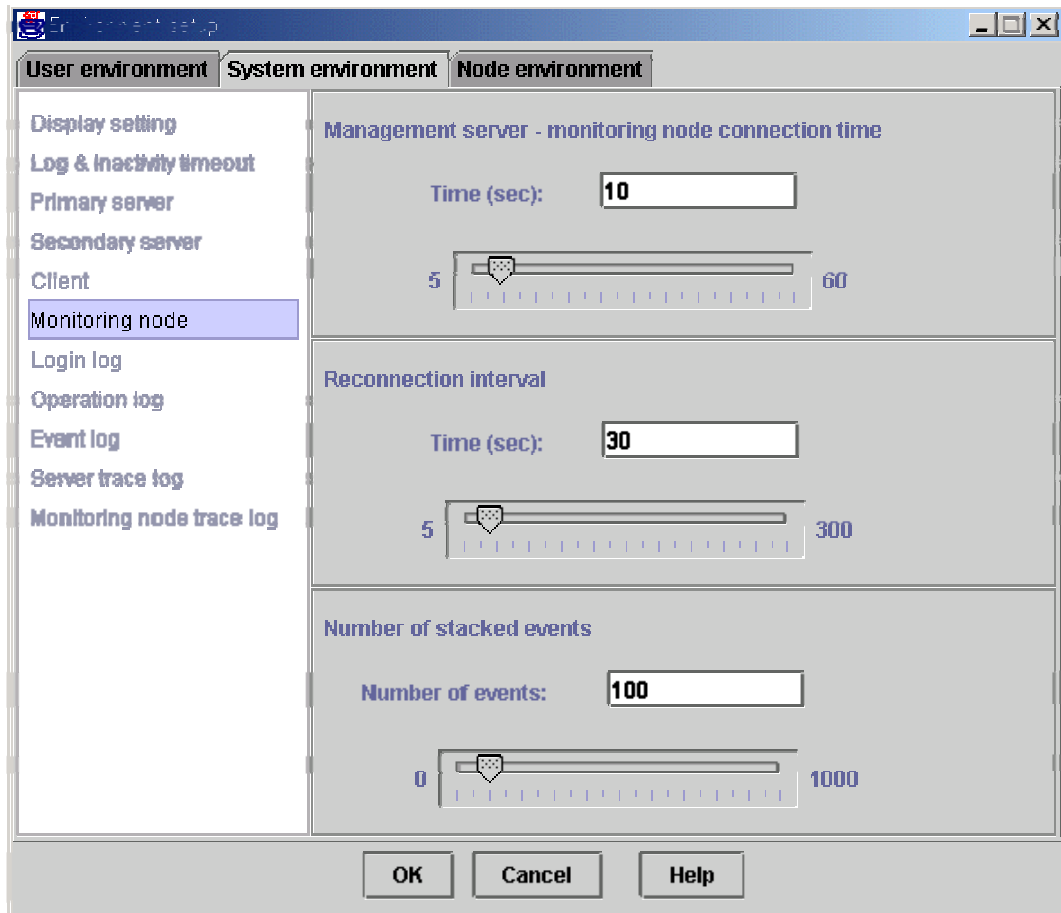 Environment setup
User environment System environment Node environment
Display setting
Log & Inactivity timeout
Primary server
Secondary server
Client
Monitoring node
Login log
Operation log
Event log
Server trace log
Monitoring node trace log
Management server - monitoring node connection time
Time (sec): 10
5 60
Reconnection interval
Time (sec): 30
5 300
Number of stacked events
Number of events: 100
0 1000
OK Cancel Help